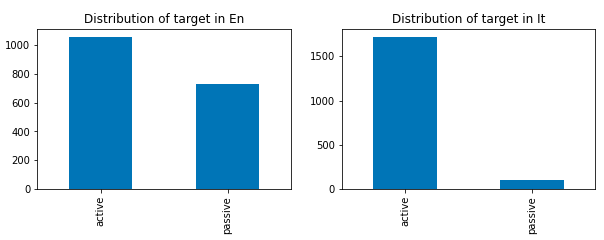 Distribution of target in En
1000
800
600
400
200
0
active
passive
Distribution of target in It
1500
1000
500
0
active
passive